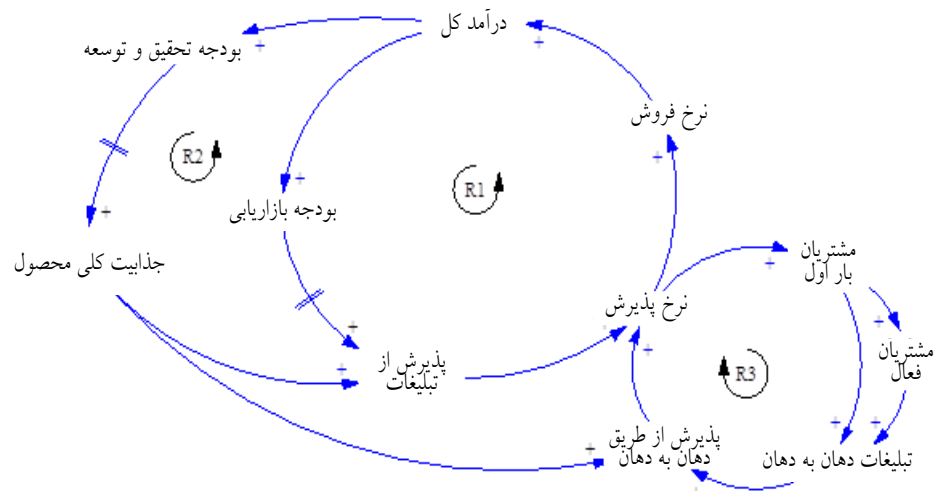 درآمد کل
بودجه تحقیق و توسعه
+
+
نرخ فروش
+
R2
R1
+
بودجه بازاریابی
+
جذابیت کلی محصول
مشتریان
بار اول
+
نرخ پذیرش
+
+
+
مشتریان
فعال
+
R3
پذیرش از
تبلیغات
+
+
+
پذیرش از طریق
دهان به دهان
+
تبلیغات دهان به دهان